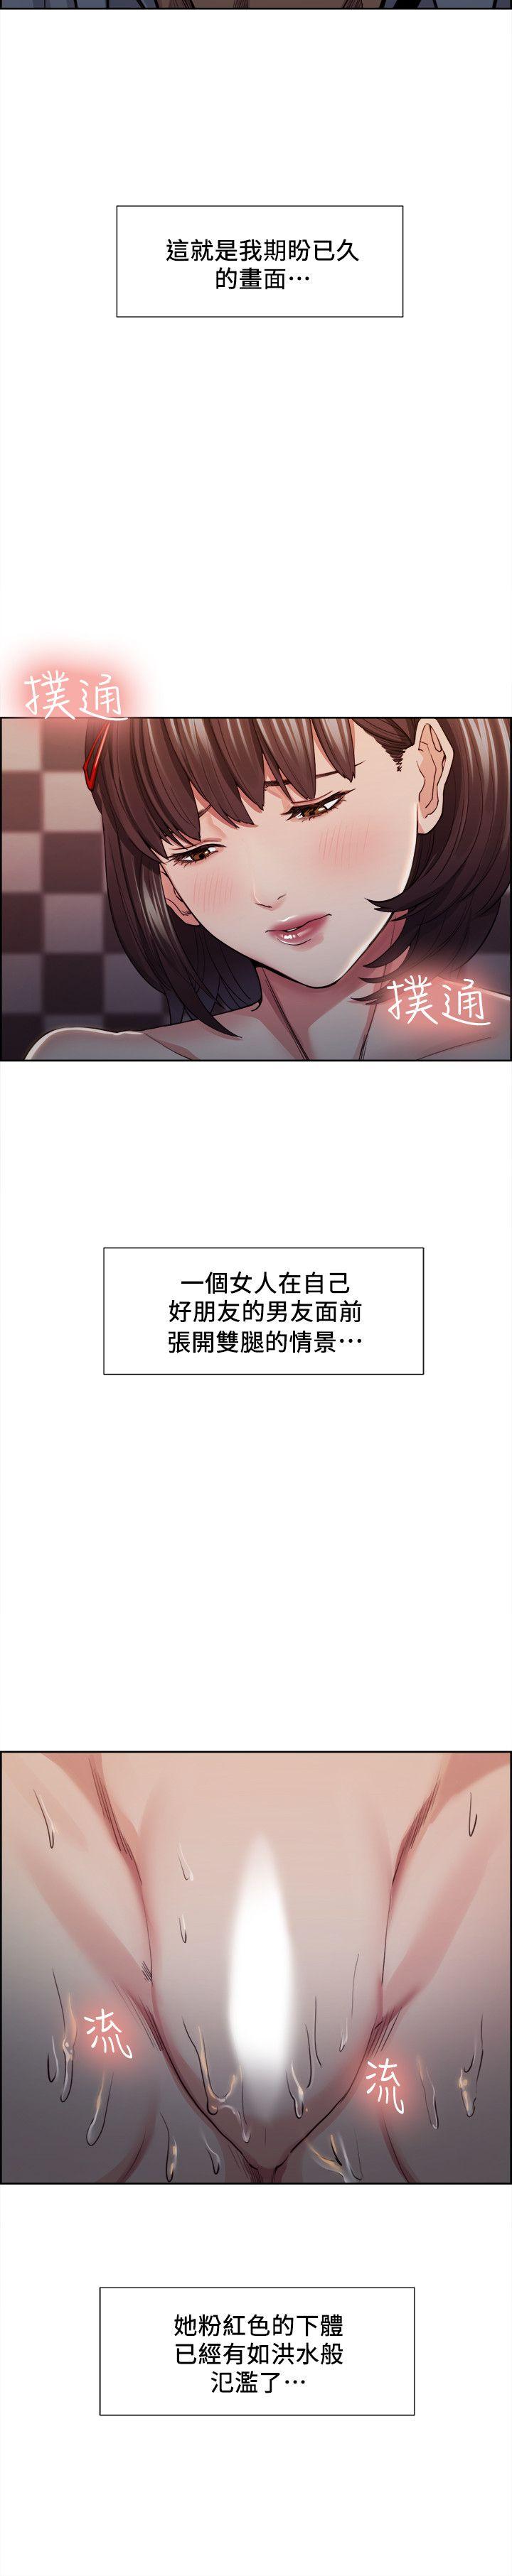 這就是我期盼已久
的畫面⋯
撲通
撲通
一個女人在自己
好朋友的男友面前
張開雙腿的情景⋯
流
流
她粉紅色的下體
已經有如洪水般
氾濫了⋯